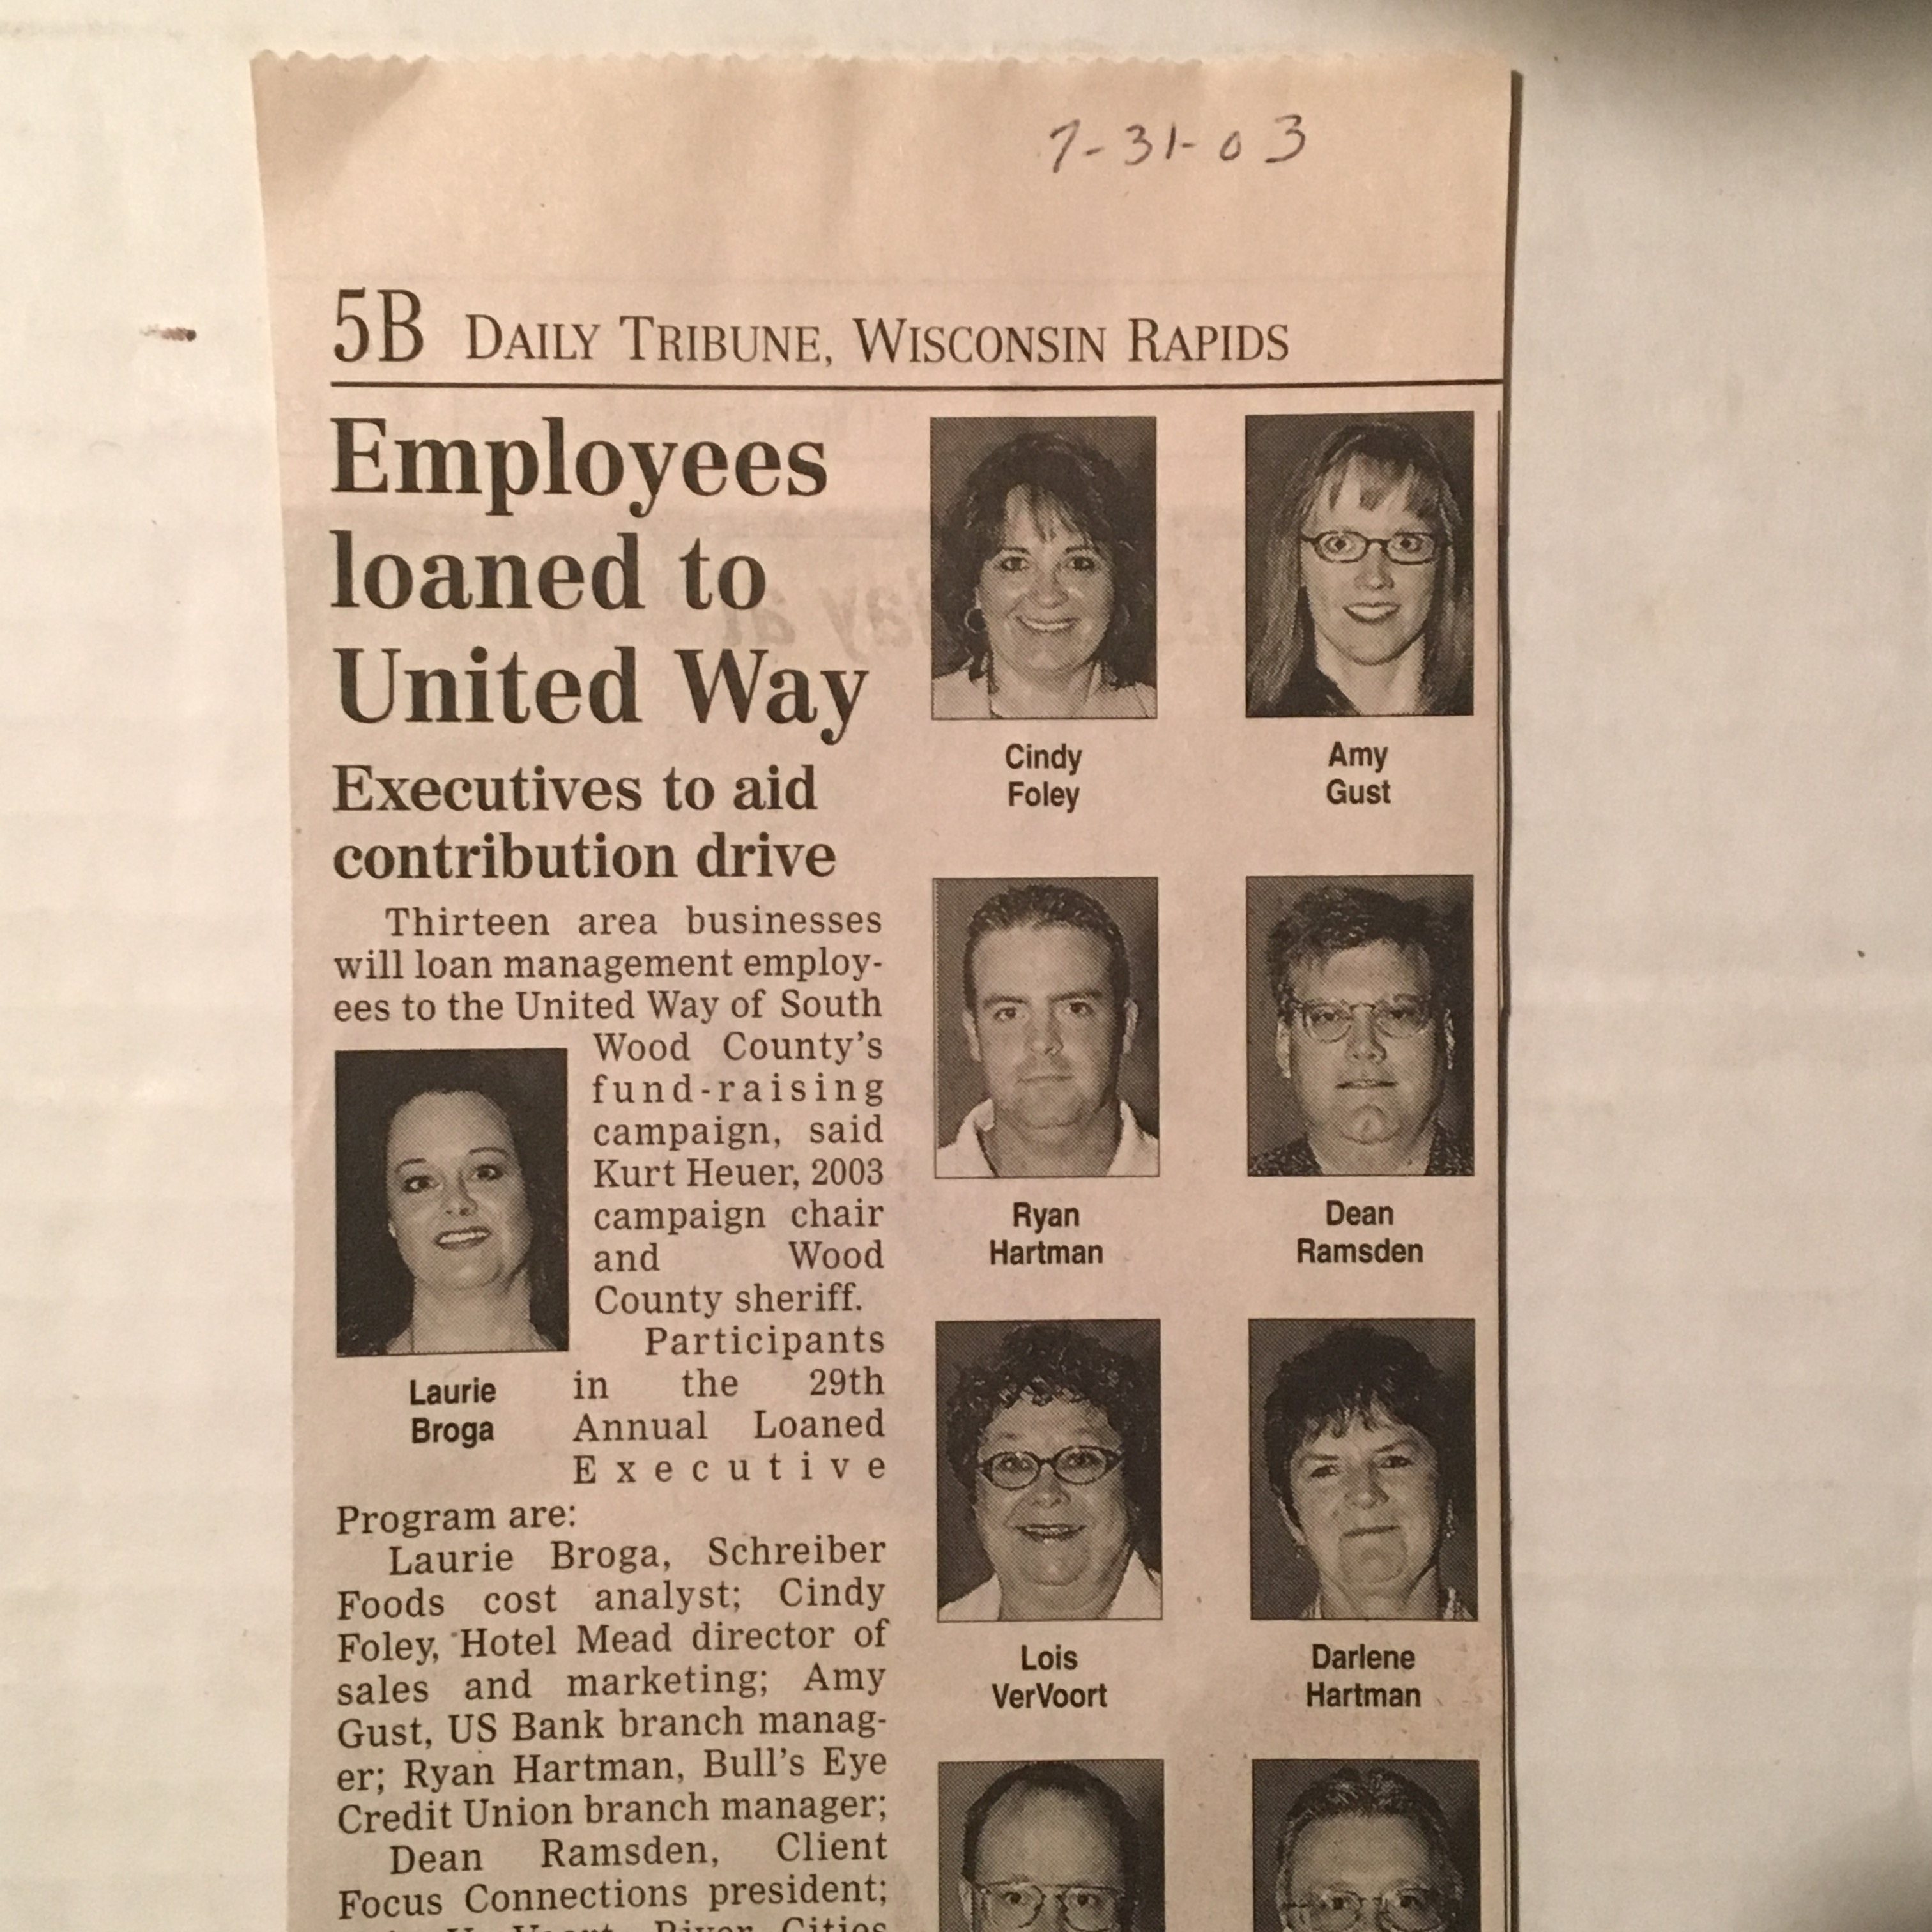 7-31-03
5B DAILY TRIBUNE, WISCONSIN RAPIDS
Employees
loaned to
United Way
Executives to aid
contribution drive
Thirteen area businesses
will loan management employ-
ees to the United Way of South
Wood County's
fund-raising
campaign, said
Kurt Heuer, 2003
campaign chair
and Wood
County sheriff.
Participants
in the 29th
Annual Loaned
Executive
Laurie
Broga
Program are:
Laurie Broga, Schreiber
Foods cost analyst; Cindy
Foley, Hotel Mead director of
sales and marketing; Amy
Gust, US Bank branch manag-
er; Ryan Hartman, Bull's Eye
Credit Union branch manager;
Dean Ramsden, Client
Focus Connections president;
River Cities
Cindy
Foley
Amy
Gust
Ryan
Hartman
Dean
Ramsden
Lois
VerVoort
Darlene
Hartman